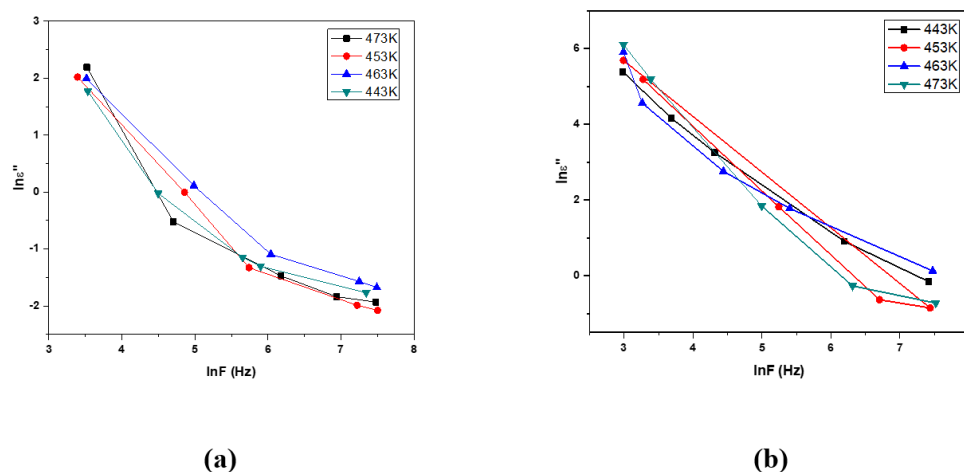 3
2
1
0
-1
-2
lnε"
3 4 5 6 7 8
lnF (Hz)
473K
453K
463K
443K
(a)
6
4
2
0
lnε"
3 4 5 6 7
lnF (Hz)
443K
453K
463K
473K
(b)